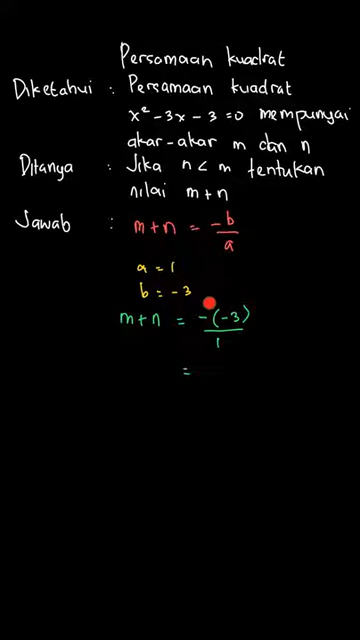 Persamaan Kuadrat
Diketahui : Persamaan kuadrat
x² - 3x - 3 = 0 mempunyai
akar-akar m dan n
Ditanya : Jika n < m tentukan
nilai m + n
Jawab : m + n = -b/a
a = 1
b = -3
m + n = -(-3)/1
=